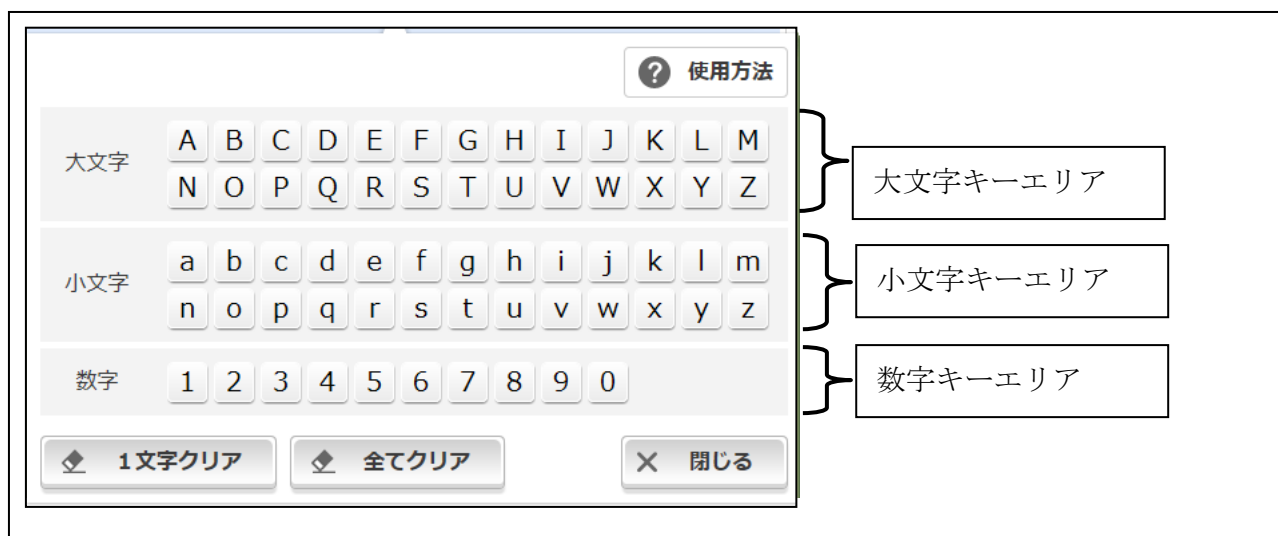 使用方法
大文字
A B C D E F G H I J K L M
N O P Q R S T U V W X Y Z
大文字キーエリア
小文字
a b c d e f g h i j k l m
n o p q r s t u v w x y z
小文字キーエリア
数字
1 2 3 4 5 6 7 8 9 0
数字キーエリア
1文字クリア
全てクリア
閉じる